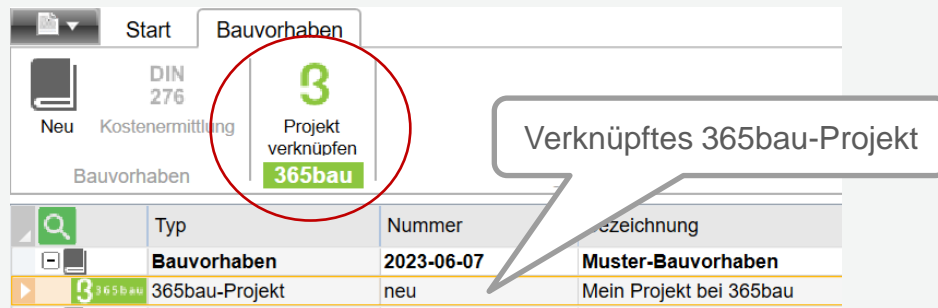 Start Bauvorhaben
DIN
276
Neu Kostenermittlung Projekt
verknüpfen
Bauvorhaben 365bau
Verknüpftes 365bau-Projekt
Typ Nummer Bezeichnung
Bauvorhaben 2023-06-07 Muster-Bauvorhaben
365bau 365bau-Projekt neu Mein Projekt bei 365bau